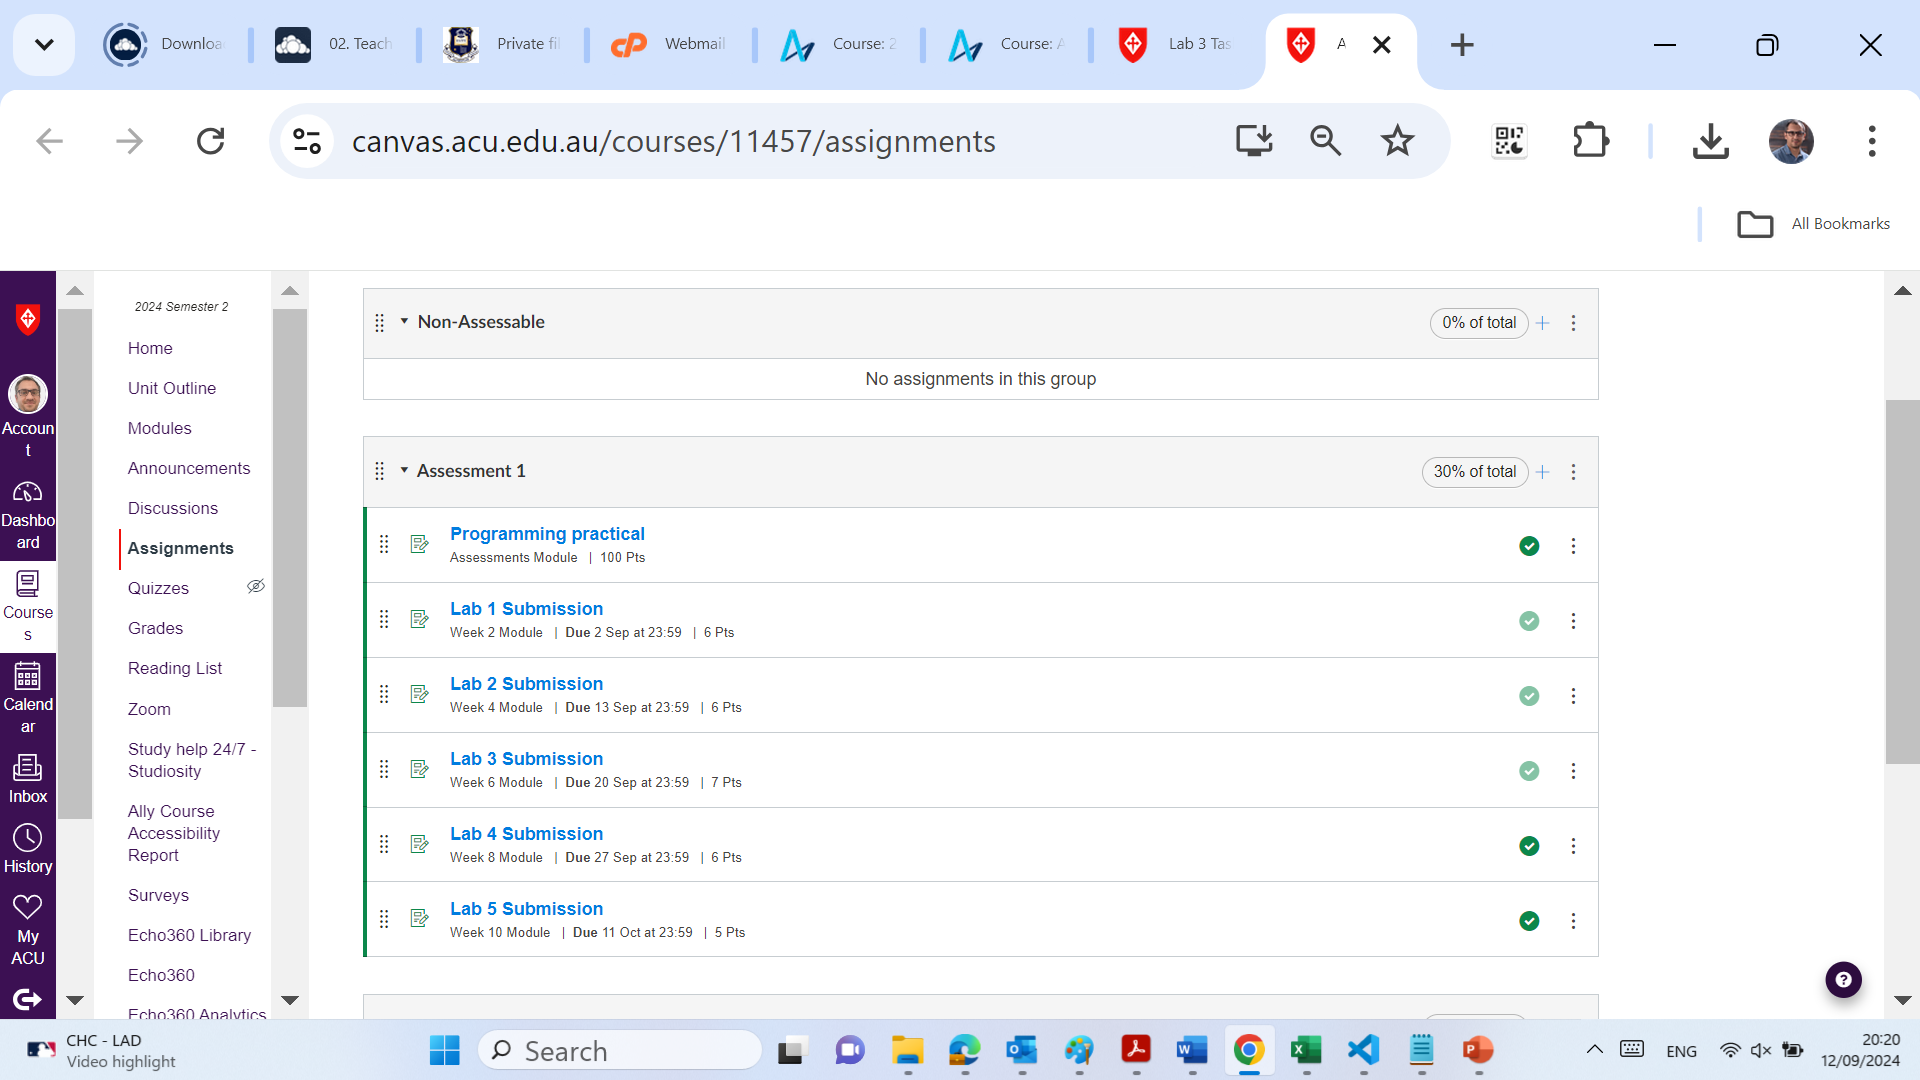 Downloa
02. Teach
Private fi
Webmail
Course: 2
Course: A
Lab 3 Tas
A
canvas.acu.edu.au/courses/11457/assignments
All Bookmarks
Account
Dashboard
Courses
Calendar
Inbox
History
My ACU
2024 Semester 2
Home
Unit Outline
Modules
Announcements
Discussions
Assignments
Quizzes
Grades
Reading List
Zoom
Study help 24/7 -
Studiosity
Ally Course
Accessibility
Report
Surveys
Echo360 Library
Echo360
Echo360 Analytics
Non-Assessable
0% of total
No assignments in this group
Assessment 1
30% of total
Programming practical
Assessments Module | 100 Pts
Lab 1 Submission
Week 2 Module | Due 2 Sep at 23:59 | 6 Pts
Lab 2 Submission
Week 4 Module | Due 13 Sep at 23:59 | 6 Pts
Lab 3 Submission
Week 6 Module | Due 20 Sep at 23:59 | 7 Pts
Lab 4 Submission
Week 8 Module | Due 27 Sep at 23:59 | 6 Pts
Lab 5 Submission
Week 10 Module | Due 11 Oct at 23:59 | 5 Pts
CHC - LAD
Video highlight
Search
ENG
20:20
12/09/2024